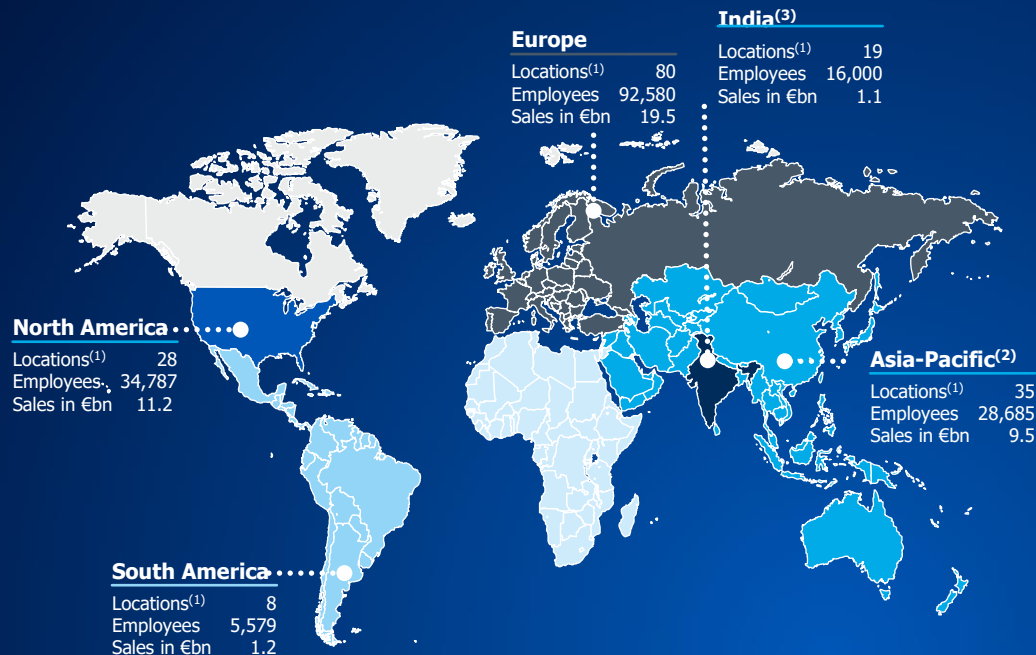 India(3)
Locations(1) 19
Employees 16,000
Sales in €bn 1.1
Europe
Locations(1) 80
Employees 92,580
Sales in €bn 19.5
North America
Locations(1) 28
Employees 34,787
Sales in €bn 11.2
Asia-Pacific(2)
Locations(1) 35
Employees 28,685
Sales in €bn 9.5
South America
Locations(1) 8
Employees 5,579
Sales in €bn 1.2